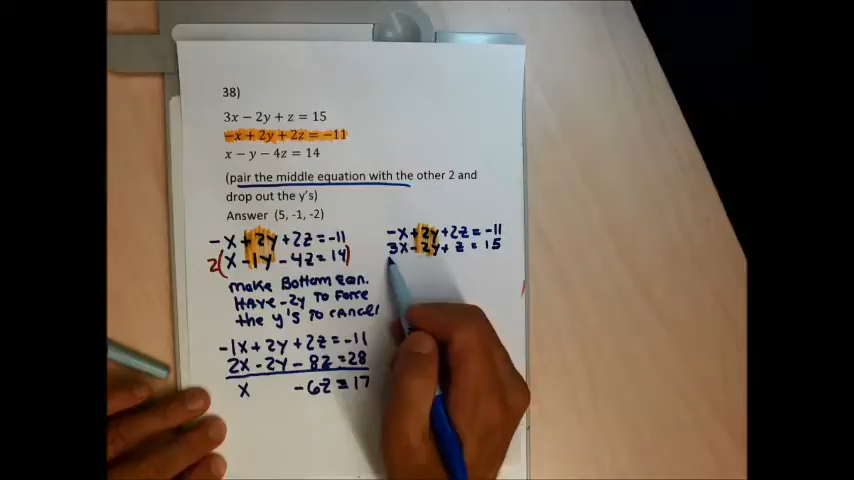 38)
3x − 2y + z = 15
−x + 2y + 2z = −11
x − y − 4z = 14
(pair the middle equation with the other 2 and
drop out the y's)
Answer (5, -1, -2)
-x+2y+2z=-11
2(x-1y-4z=14)
make Bottom eqn.
HAve -2y To Force
the y's To cancel
-1x+2y+2z=-11
2x-2y-8z=28
x -6z=17
-x+2y+2z=-11
3x-2y+z=15